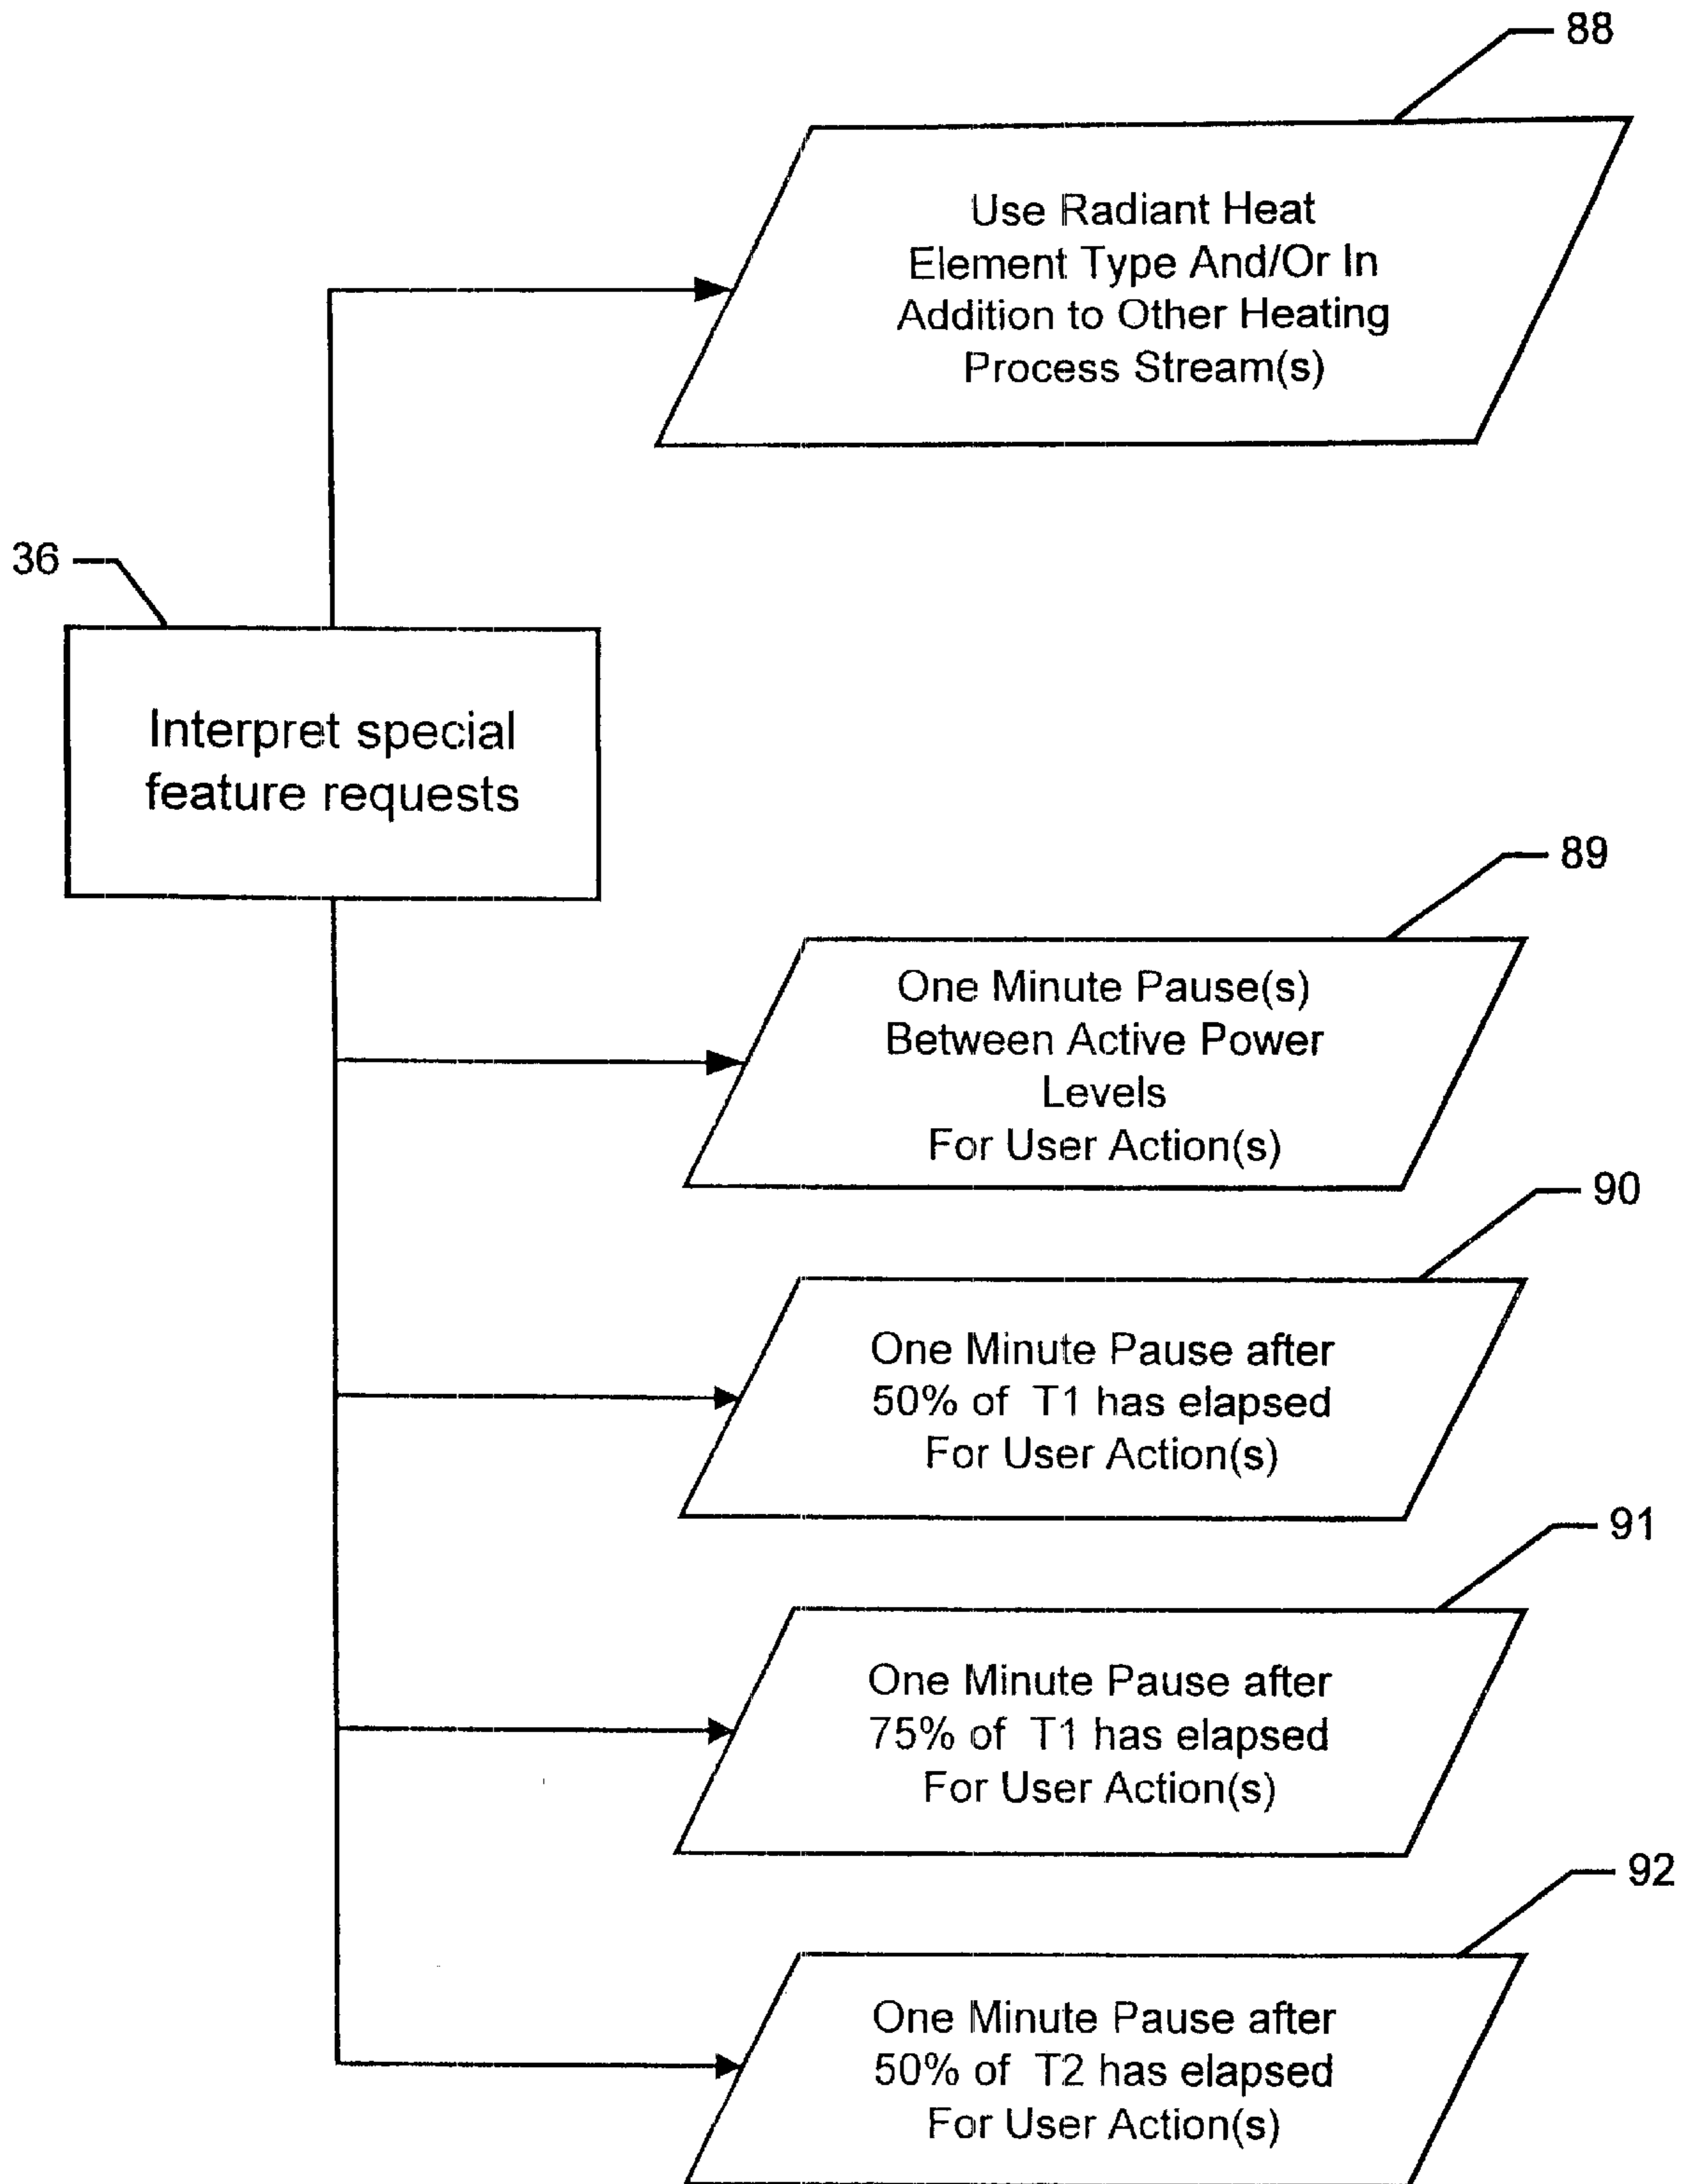 88
Use Radiant Heat
Element Type And/Or In
Addition to Other Heating
Process Stream(s)
36
Interpret special
feature requests
89
One Minute Pause(s)
Between Active Power
Levels
For User Action(s)
90
One Minute Pause after
50% of T1 has elapsed
For User Action(s)
91
One Minute Pause after
75% of T1 has elapsed
For User Action(s)
92
One Minute Pause after
50% of T2 has elapsed
For User Action(s)